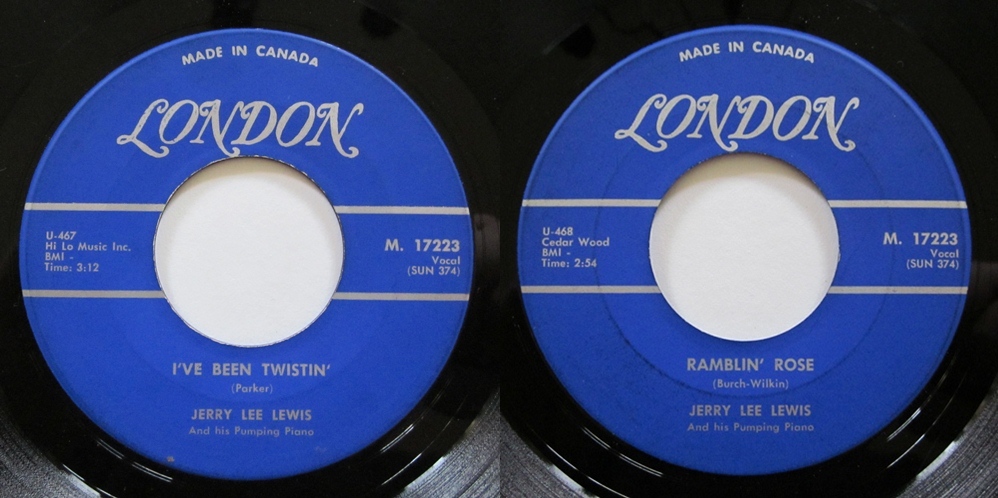 MADE IN CANADA
LONDON
U-467
Hi Lo Music Inc.
BMI -
Time: 3:12
M. 17223
Vocal
(SUN 374)
I'VE BEEN TWISTIN'
(Parker)
JERRY LEE LEWIS
And his Pumping Piano
MADE IN CANADA
LONDON
U-468
Cedar Wood
BMI -
Time: 2:54
M. 17223
Vocal
(SUN 374)
RAMBLIN' ROSE
(Burch-Wilkin)
JERRY LEE LEWIS
And his Pumping Piano